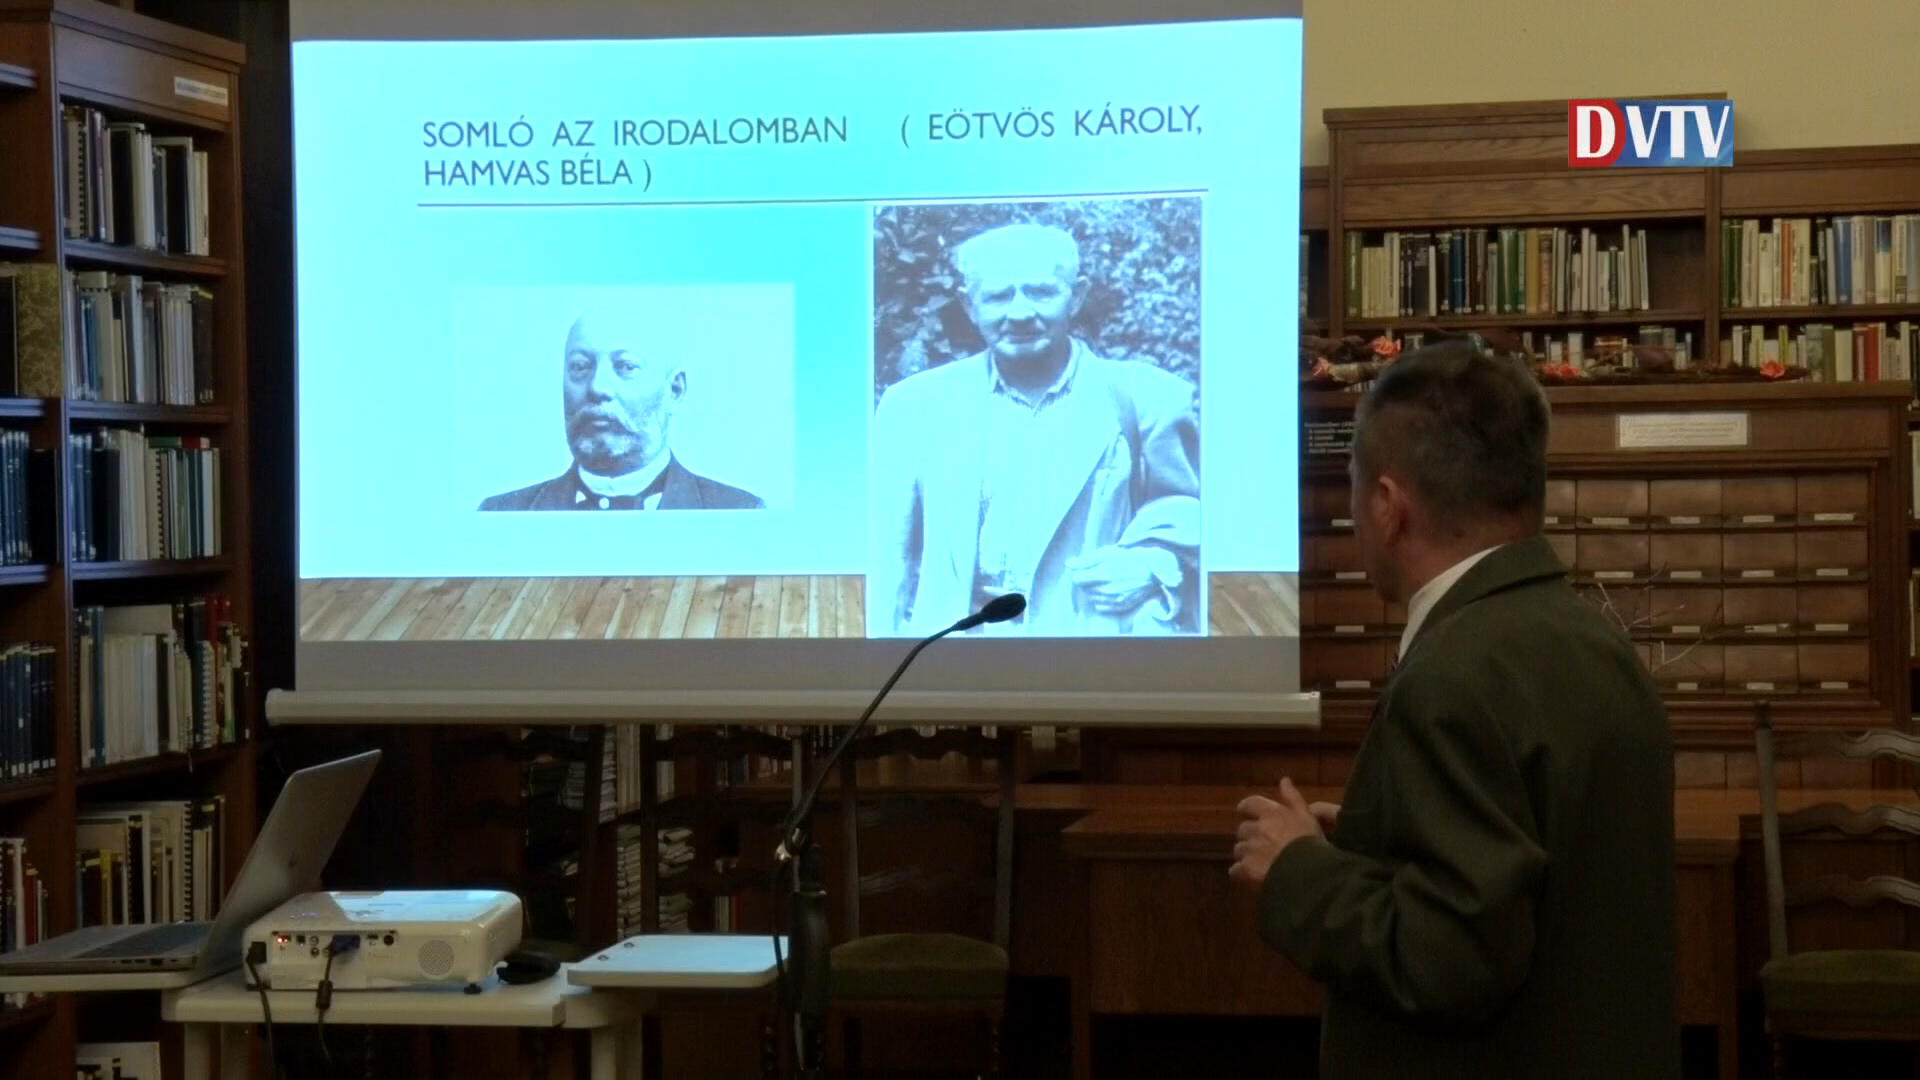 SOMLÓ AZ IRODALOMBAN ( EÖTVÖS KÁROLY,
HAMVAS BÉLA )
DVTV